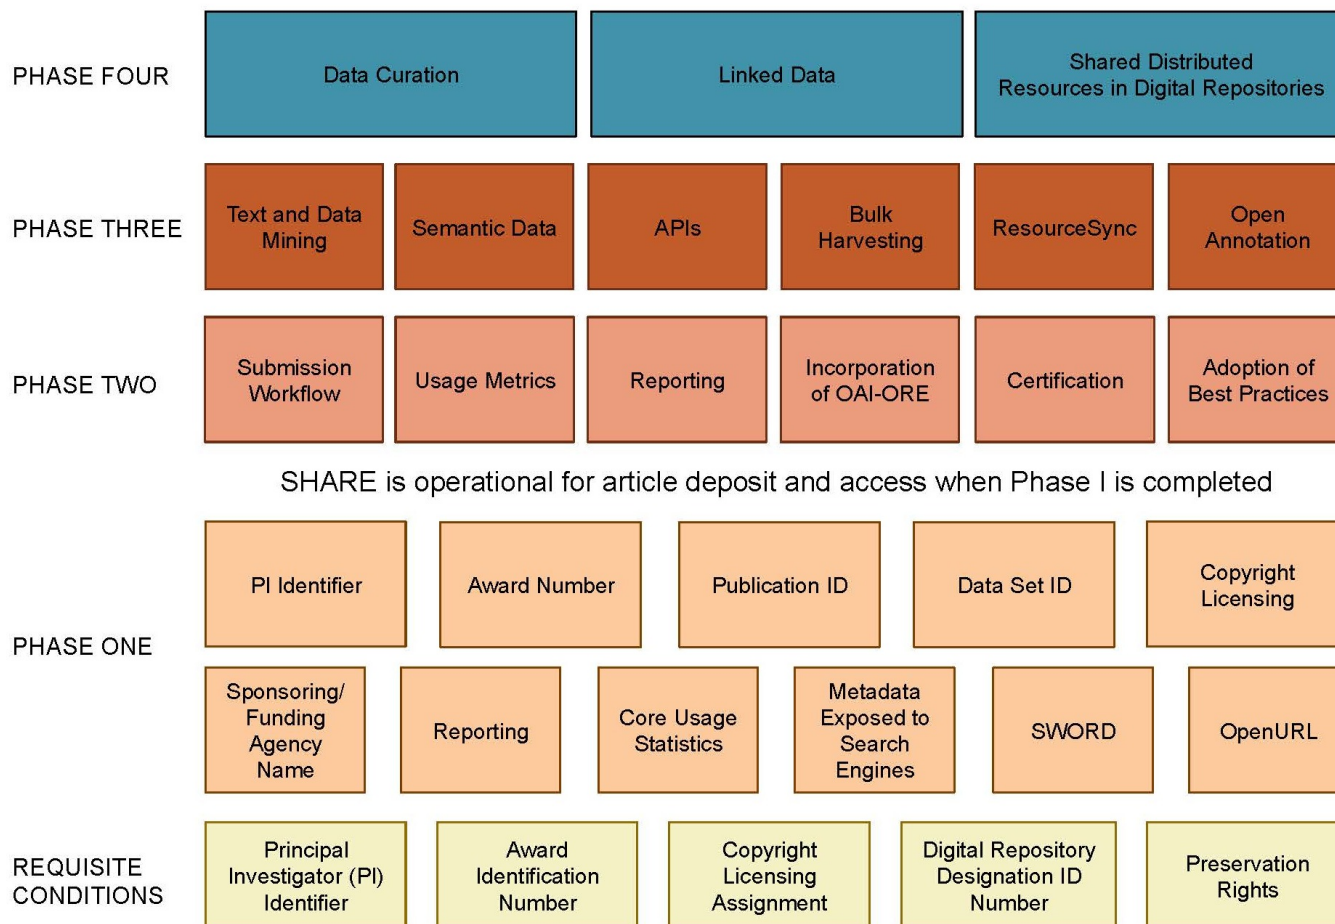 PHASE FOUR
Data Curation
Linked Data
Shared Distributed
Resources in Digital Repositories
PHASE THREE
Text and Data
Mining
Semantic Data
APIs
Bulk
Harvesting
ResourceSync
Open
Annotation
PHASE TWO
Submission
Workflow
Usage Metrics
Reporting
Incorporation
of OAI-ORE
Certification
Adoption of
Best Practices
SHARE is operational for article deposit and access when Phase I is completed
PHASE ONE
PI Identifier
Award Number
Publication ID
Data Set ID
Copyright
Licensing
Sponsoring/
Funding
Agency
Name
Reporting
Core Usage
Statistics
Metadata
Exposed to
Search
Engines
SWORD
OpenURL
REQUISITE
CONDITIONS
Principal
Investigator (PI)
Identifier
Award
Identification
Number
Copyright
Licensing
Assignment
Digital Repository
Designation ID
Number
Preservation
Rights